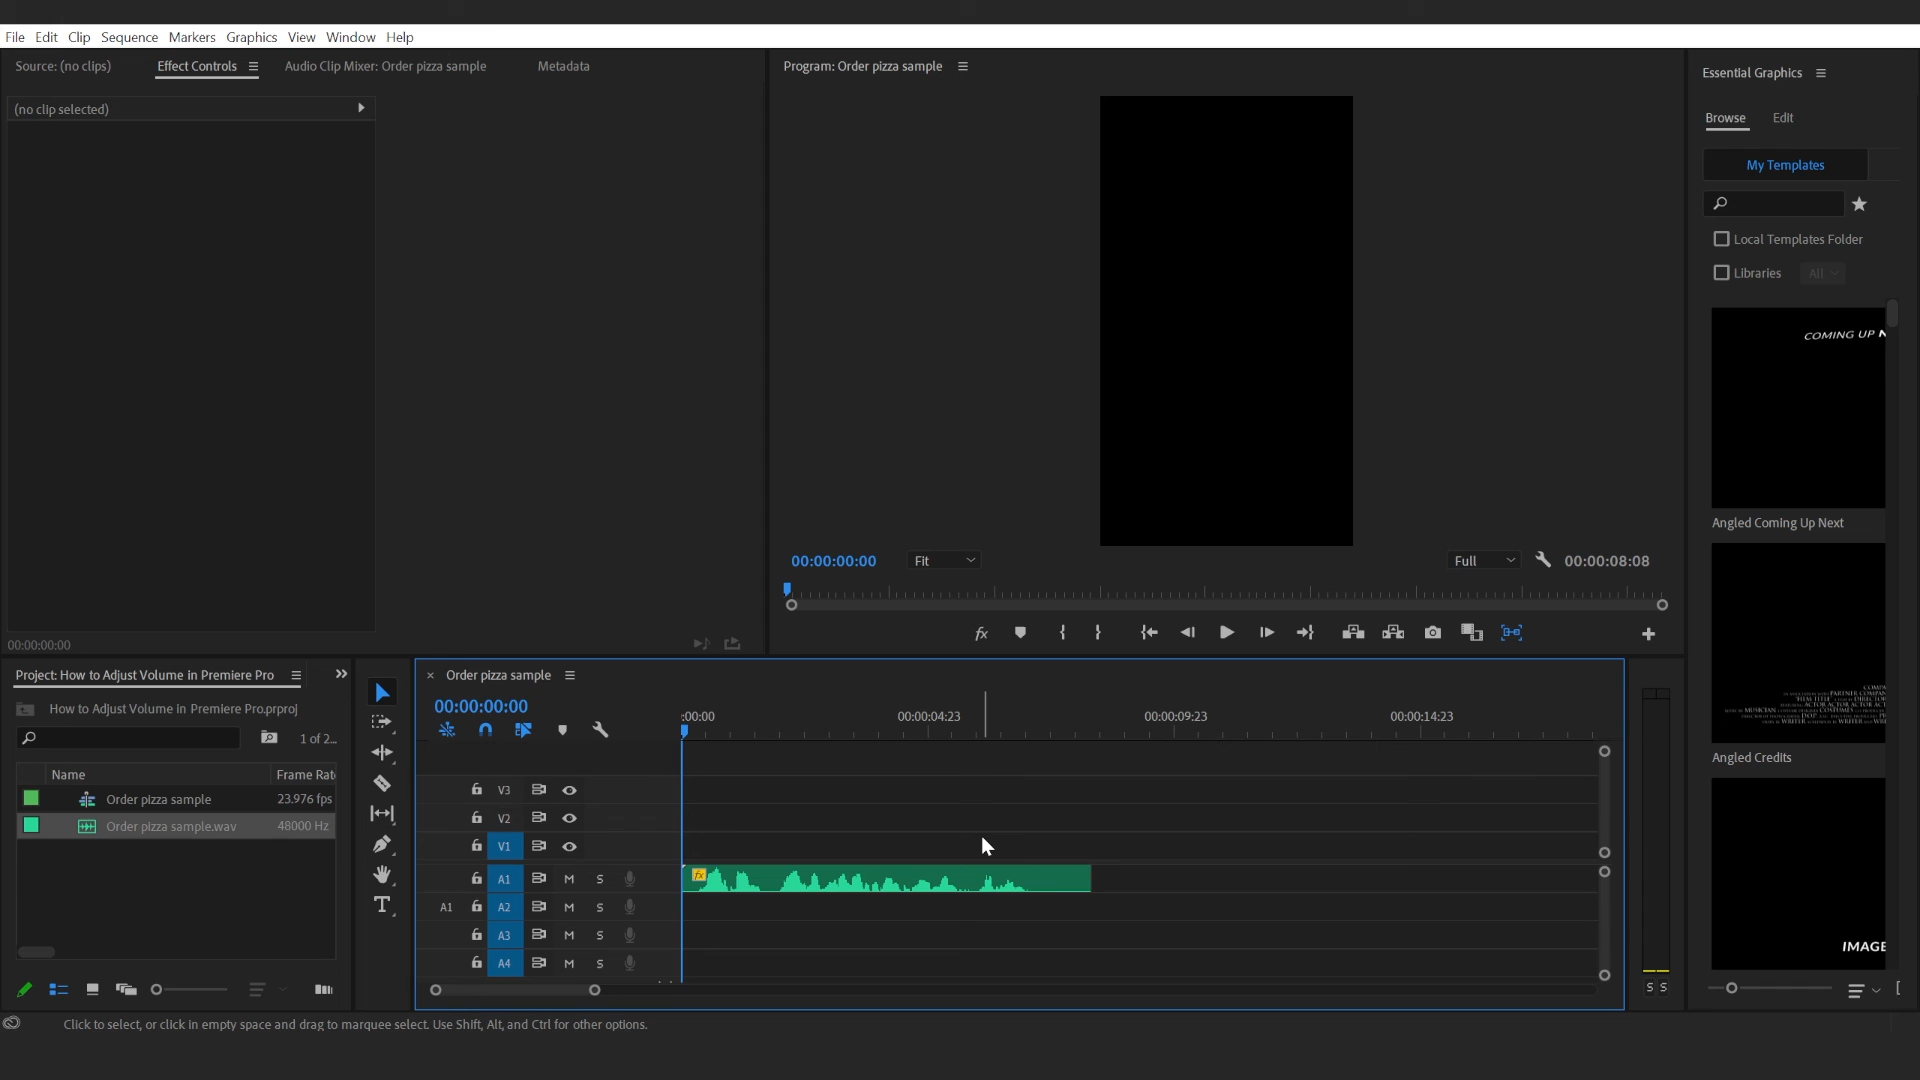 File Edit Clip Sequence Markers Graphics View Window Help
Source: (no clips)
Effect Controls
Audio Clip Mixer: Order pizza sample
Metadata
(no clip selected)
00:00:00:00
Program: Order pizza sample
00:00:00:00
Fit
Full
00:00:08:08
fx
Essential Graphics
Browse
Edit
My Templates
Local Templates Folder
Libraries
All
COMING UP N
Angled Coming Up Next
Angled Credits
IMAGE
Project: How to Adjust Volume in Premiere Pro
How to Adjust Volume in Premiere Pro.prproj
1 of 2...
Name
Frame Rat
Order pizza sample
23.976 fps
Order pizza sample.wav
48000 Hz
T
× Order pizza sample
00:00:00:00
:00:00
00:00:04:23
00:00:09:23
00:00:14:23
V3
V2
V1
A1 M S
fx
A1 A2 M S
A3 M S
A4 M S
S S
Click to select, or click in empty space and drag to marquee select. Use Shift, Alt, and Ctrl for other options.